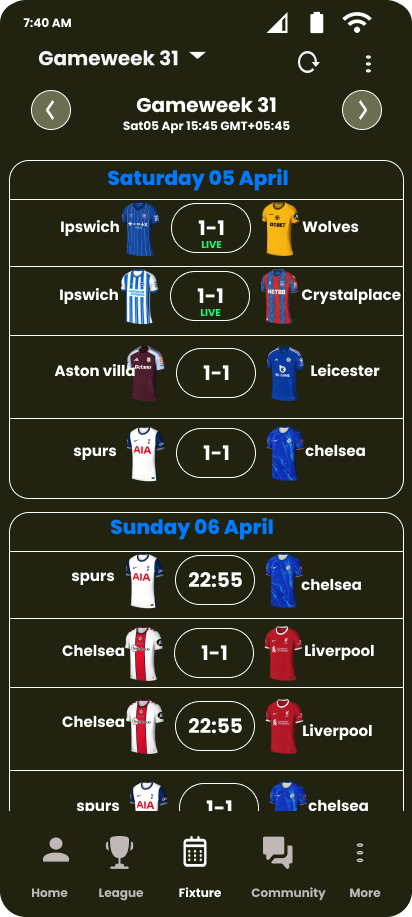 7:40 AM
Gameweek 31
Gameweek 31
Sat05 Apr 15:45 GMT+05:45
Saturday 05 April
Ipswich 1-1 Wolves
LIVE
Ipswich 1-1 Crystalplace
LIVE
Aston villa 1-1 Leicester
spurs AIA 1-1 chelsea
Sunday 06 April
spurs AIA 22:55 chelsea
Chelsea 1-1 Liverpool
Chelsea 22:55 Liverpool
spurs AIA 1-1 chelsea
Home League Fixture Community More